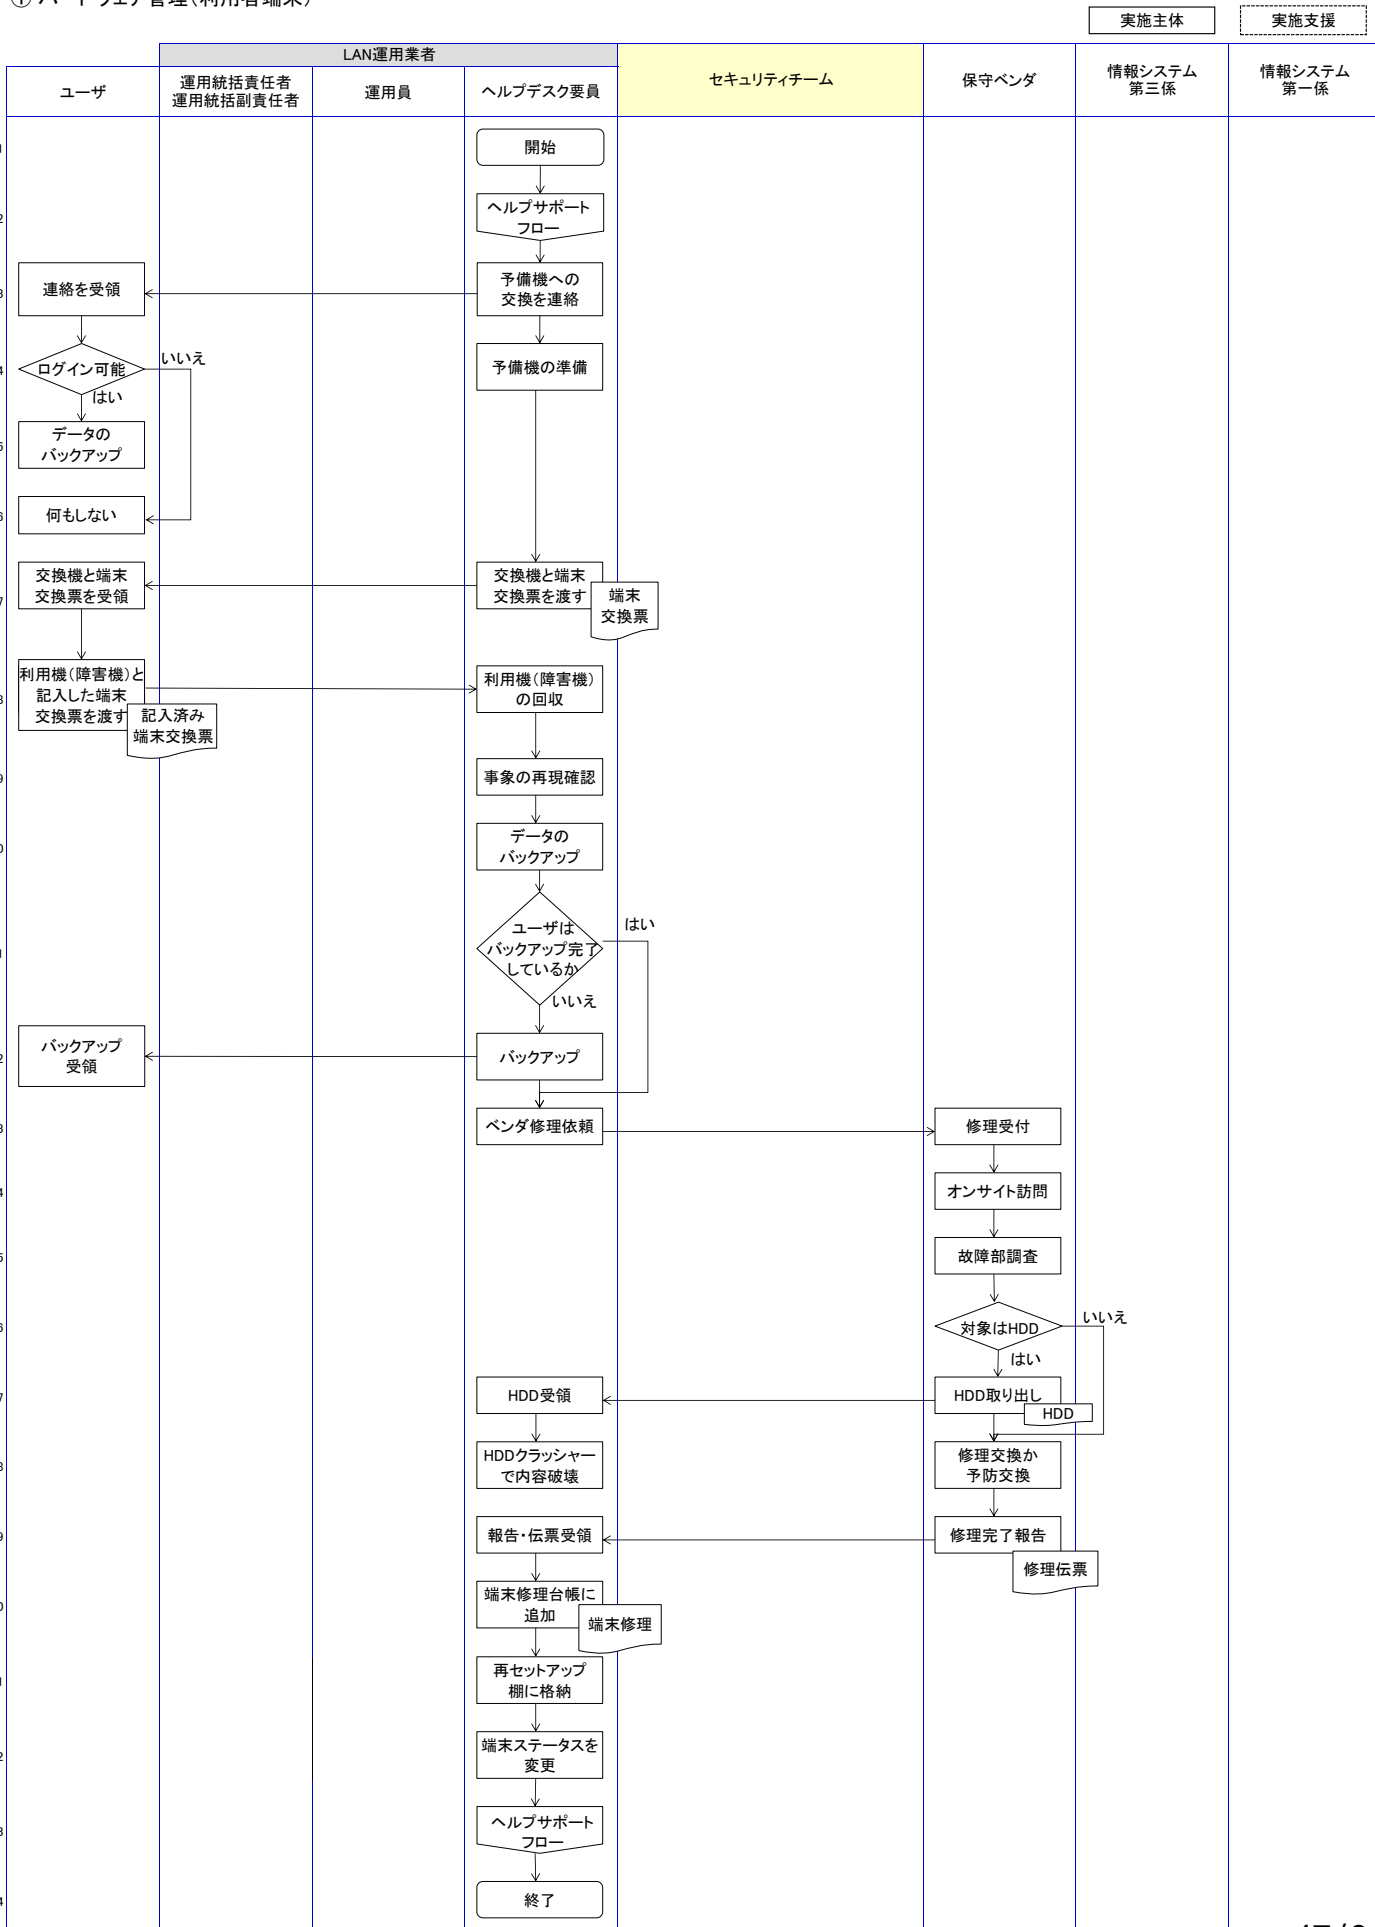 ① ハードウェア管理（利用者端末）
実施主体
実施支援
LAN運用業者
ユーザ
運用統括責任者
運用統括副責任者
運用員
ヘルプデスク要員
セキュリティチーム
保守ベンダ
情報システム
第三係
情報システム
第一係
開始
ヘルプサポート
フロー
連絡を受領
予備機への
交換を連絡
ログイン可能
いいえ
はい
予備機の準備
データの
バックアップ
何もしない
交換機と端末
交換票を受領
交換機と端末
交換票を渡す
端末
交換票
利用機（障害機）と
記入した端末
交換票を渡す
記入済み
端末交換票
利用機（障害機）
の回収
事象の再現確認
データの
バックアップ
ユーザは
バックアップ完了
しているか
はい
いいえ
バックアップ
受領
バックアップ
ベンダ修理依頼
修理受付
オンサイト訪問
故障部調査
対象はHDD
いいえ
はい
HDD受領
HDD取り出し
HDD
HDDクラッシャー
で内容破壊
修理交換か
予防交換
報告・伝票受領
修理完了報告
修理伝票
端末修理台帳に
追加
端末修理
再セットアップ
棚に格納
端末ステータスを
変更
ヘルプサポート
フロー
終了